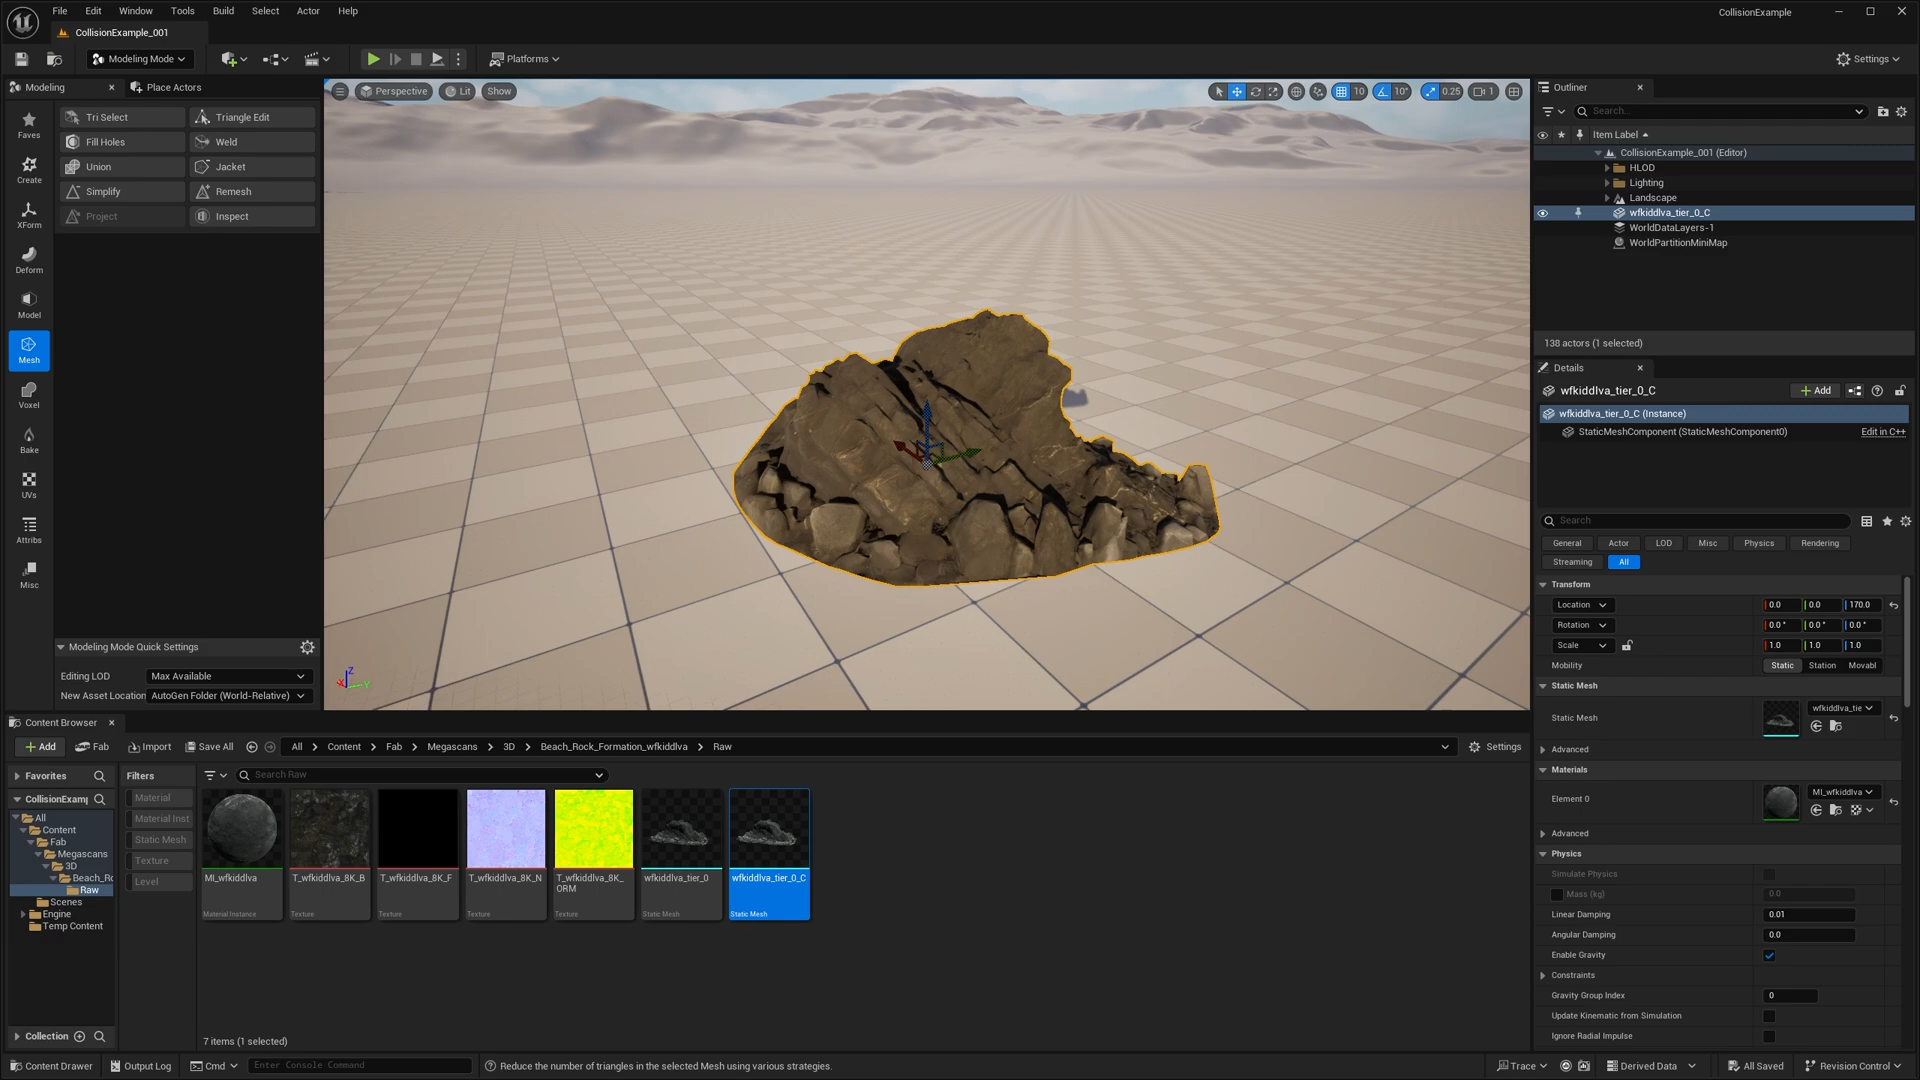 File Edit Window Tools Build Select Actor Help
CollisionExample
CollisionExample_001
Modeling Mode
Platforms
Settings
Modeling
Place Actors
Tri Select
Triangle Edit
Fill Holes
Weld
Union
Jacket
Simplify
Remesh
Project
Inspect
Faves
Create
XForm
Deform
Model
Mesh
Voxel
Bake
UVs
Attribs
Misc
Modeling Mode Quick Settings
Editing LOD
Max Available
New Asset Location
AutoGen Folder (World-Relative)
Perspective
Lit
Show
10
10°
0.25
1
Z
X
Y
Outliner
Search...
Item Label
CollisionExample_001 (Editor)
HLOD
Lighting
Landscape
wfkiddlva_tier_0_C
WorldDataLayers-1
WorldPartitionMiniMap
138 actors (1 selected)
Details
wfkiddlva_tier_0_C
Add
wfkiddlva_tier_0_C (Instance)
StaticMeshComponent (StaticMeshComponent0)
Edit in C++
Search
General
Actor
LOD
Misc
Physics
Rendering
Streaming
All
Transform
Location
0.0
0.0
170.0
Rotation
0.0°
0.0°
0.0°
Scale
1.0
1.0
1.0
Mobility
Static
Station
Movabl
Static Mesh
Static Mesh
wfkiddlva_tie
Advanced
Materials
Element 0
MI_wfkiddlva
Advanced
Physics
Simulate Physics
Mass (kg)
0.0
Linear Damping
0.01
Angular Damping
0.0
Enable Gravity
Constraints
Gravity Group Index
0
Update Kinematic from Simulation
Ignore Radial Impulse
Content Browser
Add
Fab
Import
Save All
All
Content
Fab
Megascans
3D
Beach_Rock_Formation_wfkiddlva
Raw
Settings
Favorites
CollisionExamp
All
Content
Fab
Megascans
3D
Beach_Ro
Raw
Scenes
Engine
Temp Content
Collection
Filters
Material
Material Inst
Static Mesh
Texture
Level
Search Raw
MI_wfkiddlva
Material Instance
T_wfkiddlva_8K_B
Texture
T_wfkiddlva_8K_F
Texture
T_wfkiddlva_8K_N
Texture
T_wfkiddlva_8K_
ORM
Texture
wfkiddlva_tier_0
Static Mesh
wfkiddlva_tier_0_C
Static Mesh
7 items (1 selected)
Content Drawer
Output Log
Cmd
Enter Console Command
Reduce the number of triangles in the selected Mesh using various strategies.
Trace
Derived Data
All Saved
Revision Control